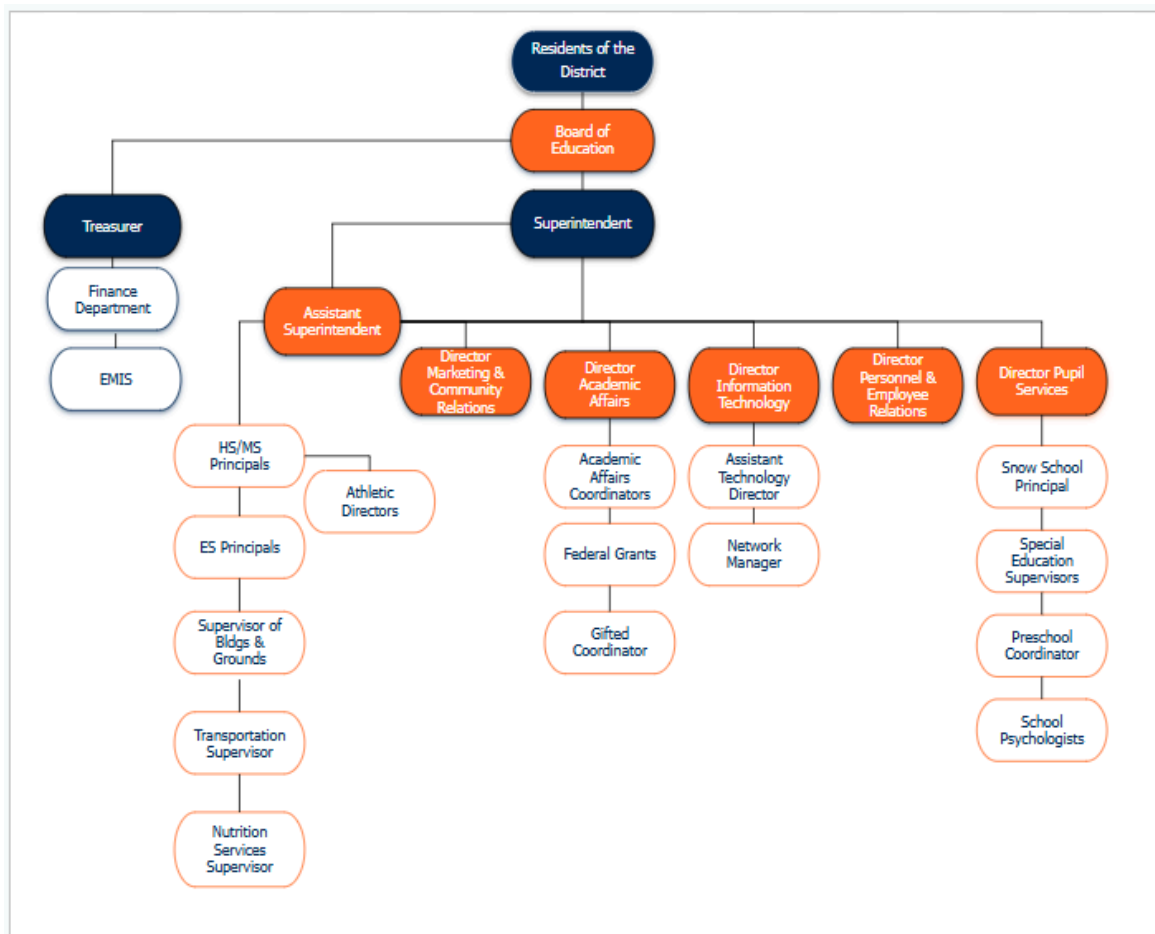 Residents of the
District
Board of
Education
Treasurer
Superintendent
Finance
Department
EMIS
Assistant
Superintendent
Director
Marketing &
Community
Relations
Director
Academic
Affairs
Director
Information
Technology
Director
Personnel &
Employee
Relations
Director Pupil
Services
HS/MS
Principals
Athletic
Directors
ES Principals
Supervisor of
Bldgs &
Grounds
Transportation
Supervisor
Nutrition
Services
Supervisor
Academic
Affairs
Coordinators
Federal Grants
Gifted
Coordinator
Assistant
Technology
Director
Network
Manager
Snow School
Principal
Special
Education
Supervisors
Preschool
Coordinator
School
Psychologists